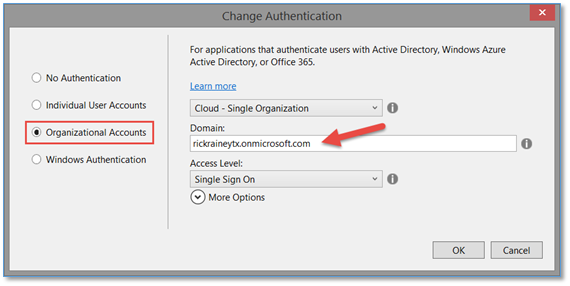 Change Authentication
No Authentication
Individual User Accounts
Organizational Accounts
Windows Authentication
For applications that authenticate users with Active Directory, Windows Azure
Active Directory, or Office 365.
Learn more
Cloud - Single Organization
Domain:
rickraineytx.onmicrosoft.com
Access Level:
Single Sign On
More Options
OK
Cancel